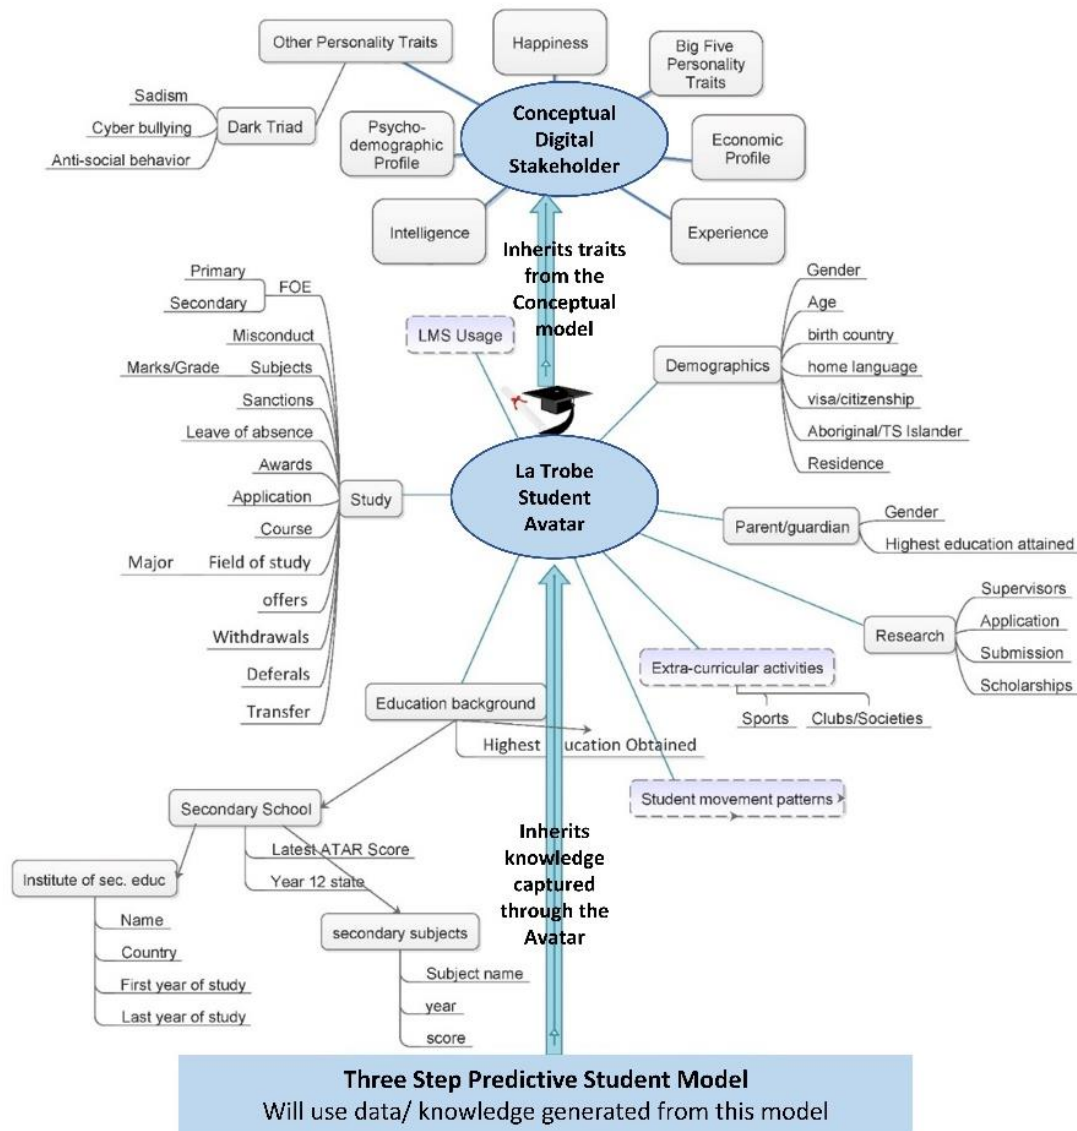 Other Personality Traits
Happiness
Big Five
Personality
Traits
Sadism
Cyber bullying
Anti-social behavior
Dark Triad
Psycho-
demographic
Profile
Conceptual
Digital
Stakeholder
Economic
Profile
Intelligence
Experience
Inherits traits
from the
Conceptual
model
Primary
Secondary
FOE
Misconduct
Marks/Grade
Subjects
Sanctions
Leave of absence
Awards
Application
Course
Major
Field of study
offers
Withdrawals
Deferals
Transfer
Study
LMS Usage
Demographics
Gender
Age
birth country
home language
visa/citizenship
Aboriginal/TS Islander
Residence
La Trobe
Student
Avatar
Parent/guardian
Gender
Highest education attained
Research
Supervisors
Application
Submission
Scholarships
Extra-curricular activities
Sports
Clubs/Societies
Student movement patterns
Education background
Highest ucation Obtained
Secondary School
Latest ATAR Score
Year 12 state
Institute of sec. educ
Name
Country
First year of study
Last year of study
secondary subjects
Subject name
year
score
Inherits
knowledge
captured
through the
Avatar
Three Step Predictive Student Model
Will use data/ knowledge generated from this model